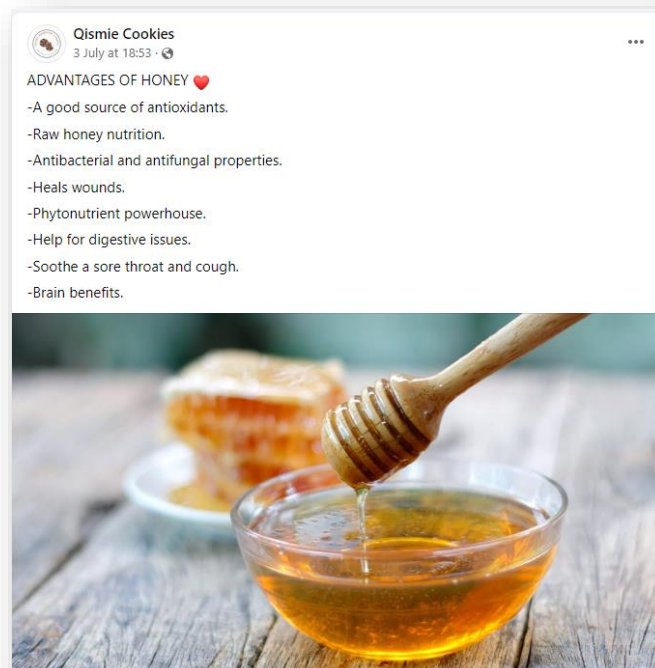 Qismie Cookies
3 July at 18:53 ·
ADVANTAGES OF HONEY ❤️
-A good source of antioxidants.
-Raw honey nutrition.
-Antibacterial and antifungal properties.
-Heals wounds.
-Phytonutrient powerhouse.
-Help for digestive issues.
-Soothe a sore throat and cough.
-Brain benefits.